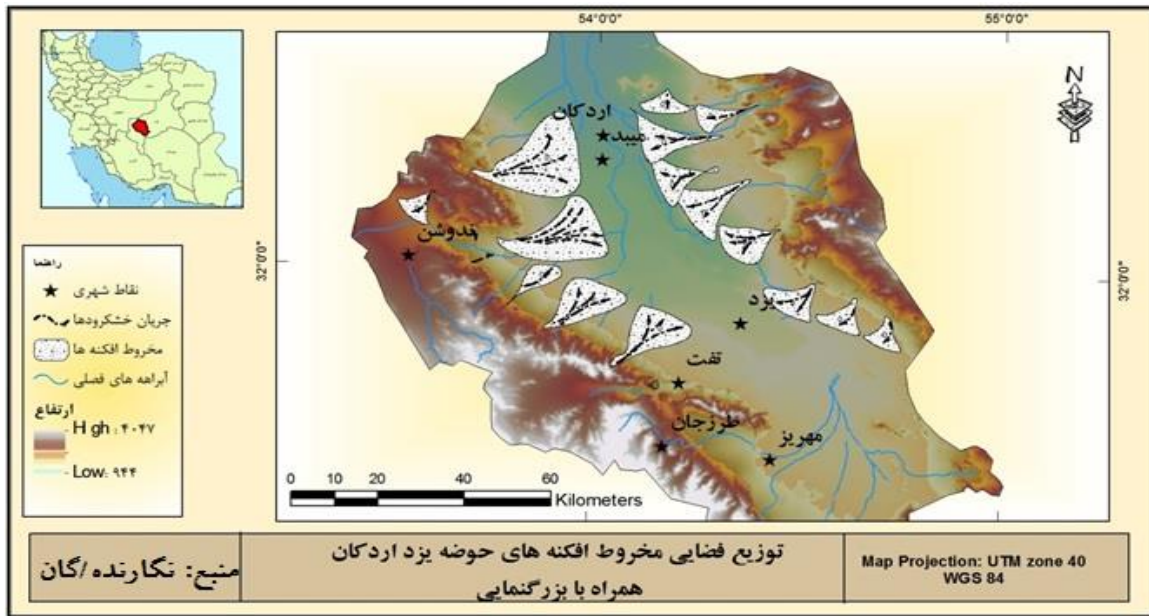 54°0'0"
55°0'0"
N
32°0'0"
32°0'0"
اردکان
میبد
ندوشن
یزد
تفت
طرزجان
مهریز
راهنما
نقاط شهری
جریان خشکرودها
مخروط افکنه ها
آبراهه های فصلی
ارتفاع
High : ۴۰۴۷
Low: ۹۴۴
0 10 20 40 60
Kilometers
توزیع فضایی مخروط افکنه های حوضه یزد اردکان
همراه با بزرگنمایی
منبع: نگارنده/گان
Map Projection: UTM zone 40
WGS 84